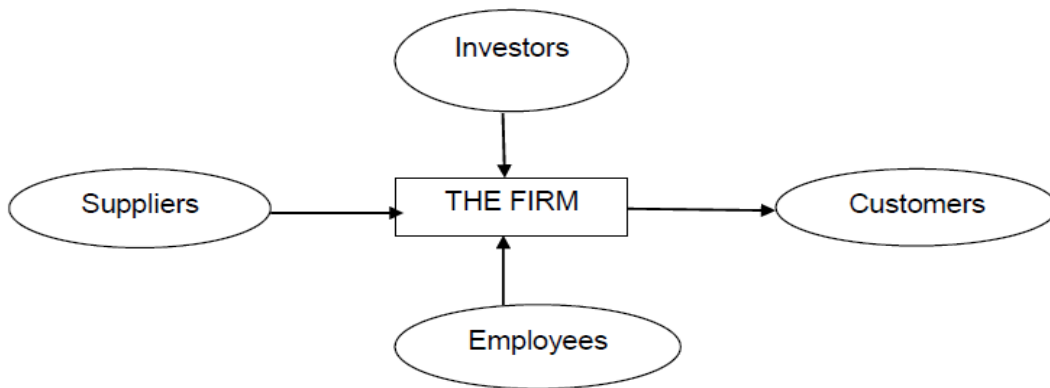 Investors
Suppliers
THE FIRM
Customers
Employees